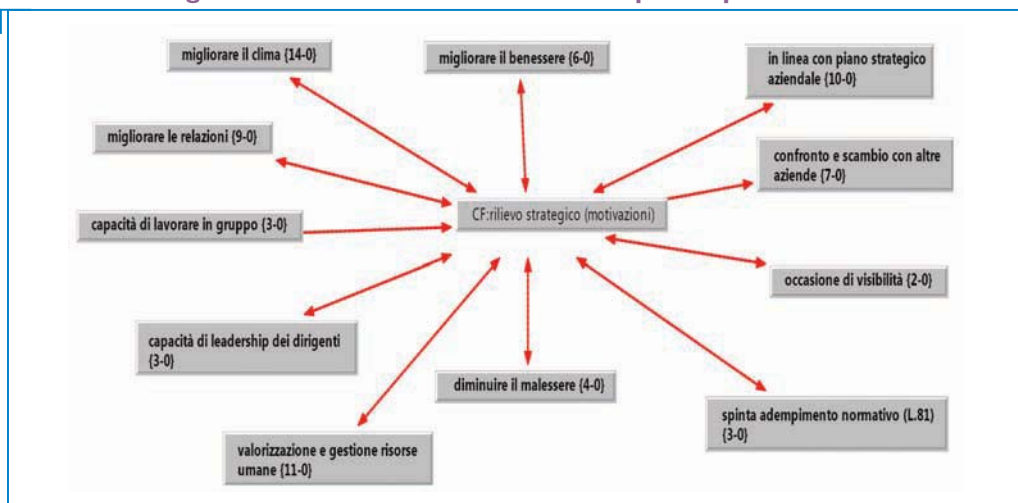 migliorare il clima {14-0}
migliorare il benessere {6-0}
in linea con piano strategico
aziendale {10-0}
migliorare le relazioni {9-0}
confronto e scambio con altre
aziende {7-0}
CF:rilievo strategico (motivazioni)
capacità di lavorare in gruppo {3-0}
occasione di visibilità {2-0}
capacità di leadership dei dirigenti
{3-0}
diminuire il malessere {4-0}
spinta adempimento normativo (L.81)
{3-0}
valorizzazione e gestione risorse
umane {11-0}